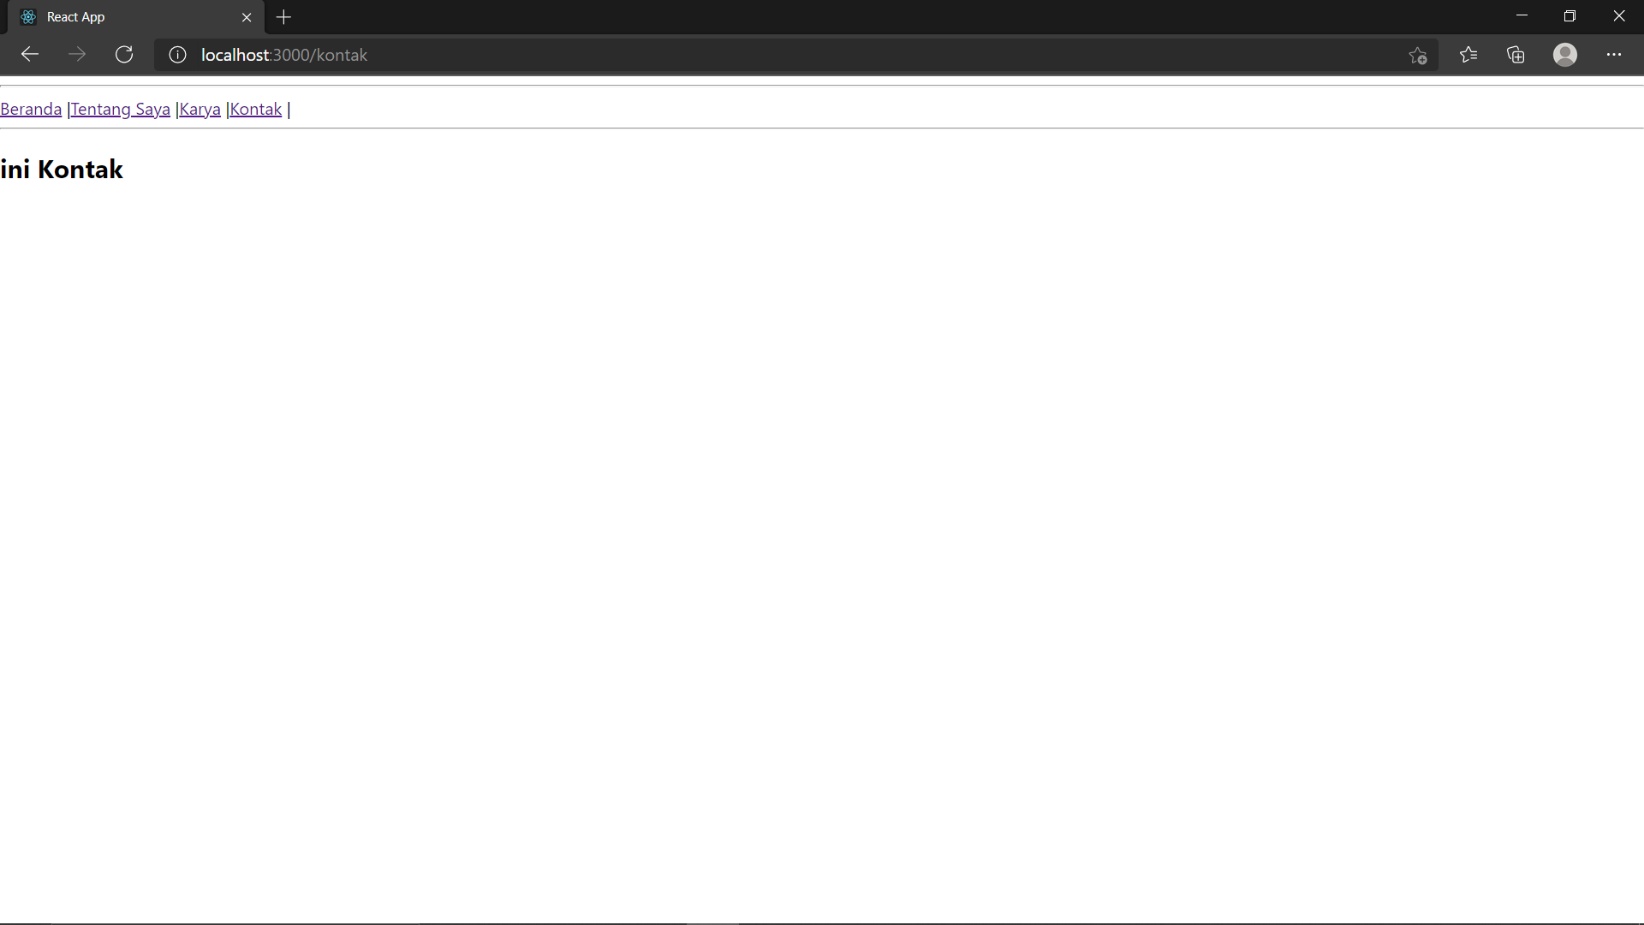 React App
localhost:3000/kontak
Beranda |Tentang Saya |Karya |Kontak |
ini Kontak